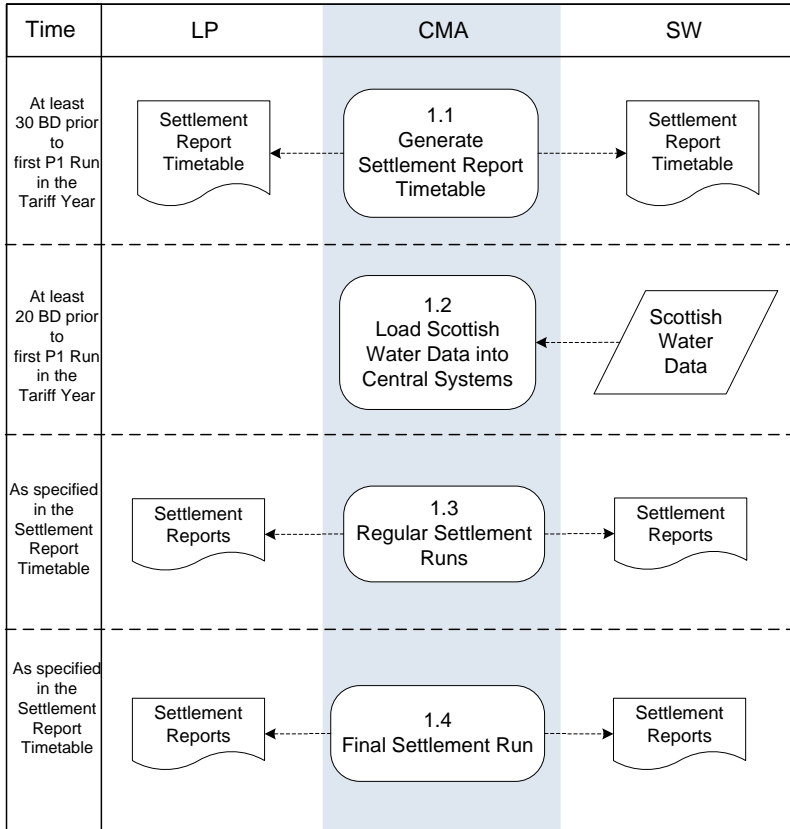 Time
LP
CMA
SW
At least
30 BD prior
to
first P1 Run
in the
Tariff Year
Settlement
Report
Timetable
1.1
Generate
Settlement Report
Timetable
Settlement
Report
Timetable
At least
20 BD prior
to
first P1 Run
in the
Tariff Year
1.2
Load Scottish
Water Data into
Central Systems
Scottish
Water
Data
As specified
in the
Settlement
Report
Timetable
Settlement
Reports
1.3
Regular Settlement
Runs
Settlement
Reports
As specified
in the
Settlement
Report
Timetable
Settlement
Reports
1.4
Final Settlement Run
Settlement
Reports